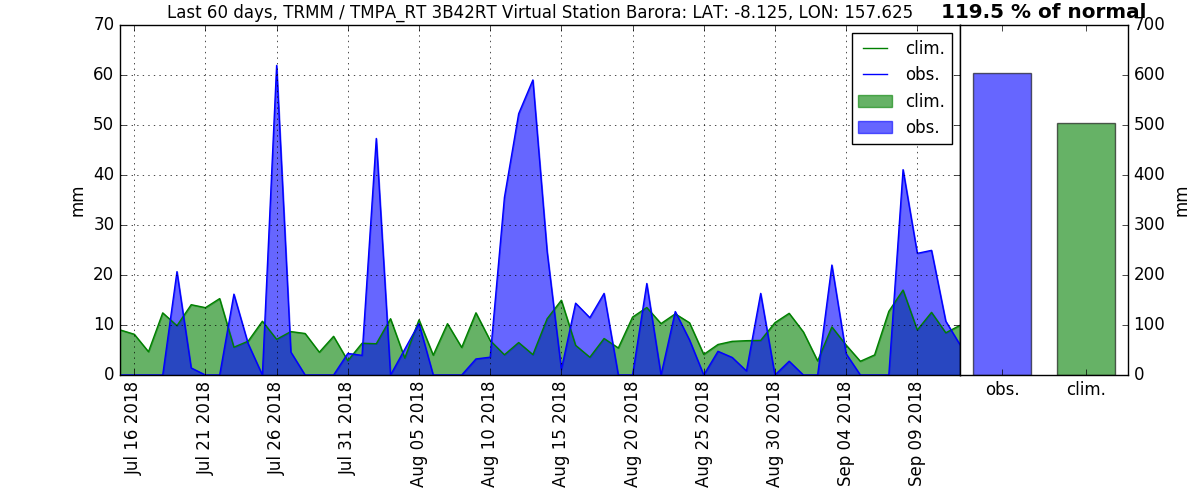 Last 60 days, TRMM / TMPA_RT 3B42RT Virtual Station Barora: LAT: -8.125, LON: 157.625
119.5 % of normal
70
60
50
40
30
20
10
0
mm
clim.
obs.
clim.
obs.
700
600
500
400
300
200
100
0
mm
Jul 16 2018
Jul 21 2018
Jul 26 2018
Jul 31 2018
Aug 05 2018
Aug 10 2018
Aug 15 2018
Aug 20 2018
Aug 25 2018
Aug 30 2018
Sep 04 2018
Sep 09 2018
obs.
clim.